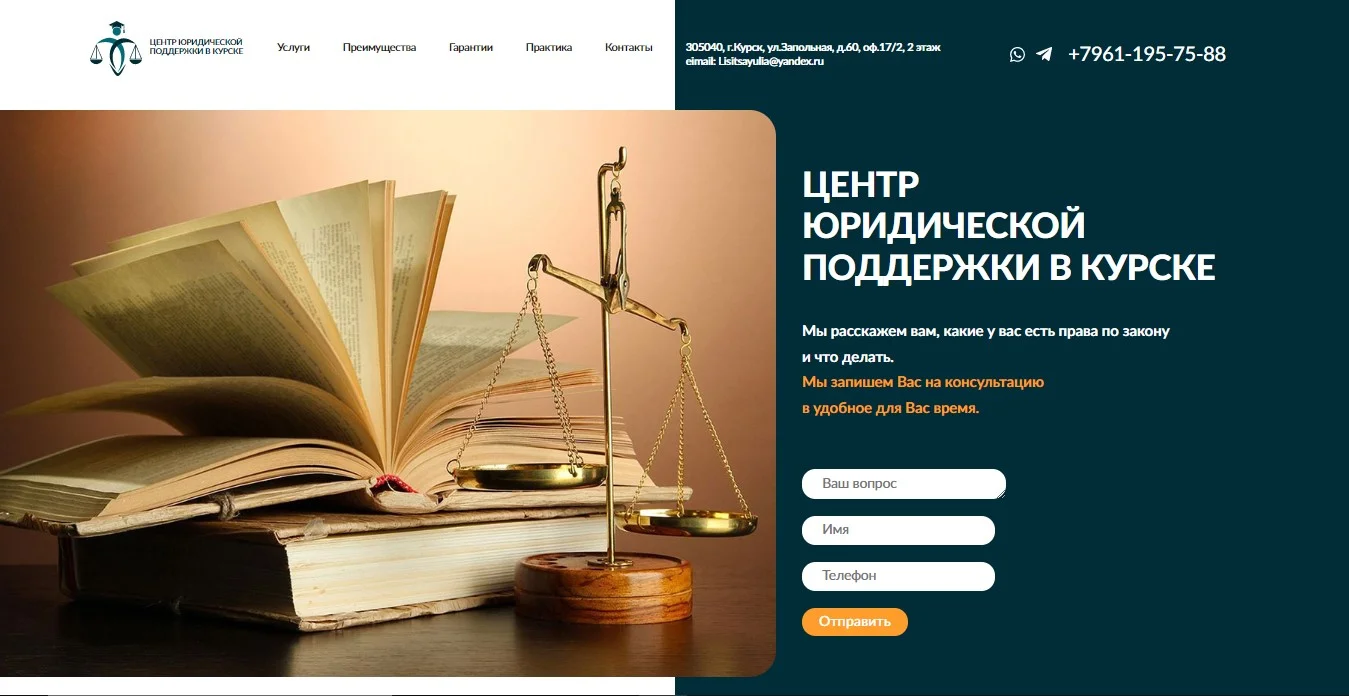 ЦЕНТР ЮРИДИЧЕСКОЙ
ПОДДЕРЖКИ В КУРСКЕ
Услуги
Преимущества
Гарантии
Практика
Контакты
305040, г.Курск, ул.Запольная, д.60, оф.17/2, 2 этаж
eimail: Lisitsayulia@yandex.ru
+7961-195-75-88
ЦЕНТР
ЮРИДИЧЕСКОЙ
ПОДДЕРЖКИ В КУРСКЕ
Мы расскажем вам, какие у вас есть права по закону
и что делать.
Мы запишем Вас на консультацию
в удобное для Вас время.
Ваш вопрос
Имя
Телефон
Отправить